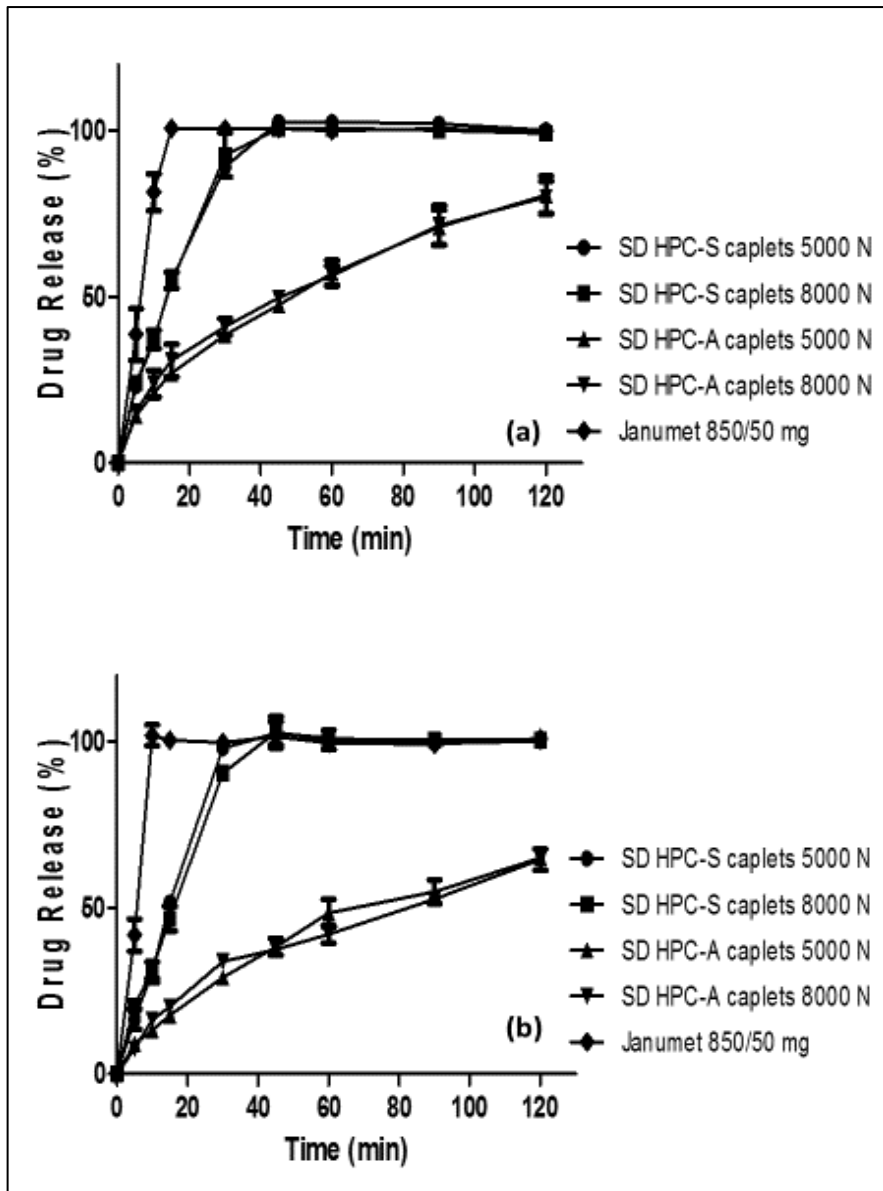 Drug Release (%)
100
50
0
0 20 40 60 80 100 120
Time (min)
SD HPC-S caplets 5000 N
SD HPC-S caplets 8000 N
SD HPC-A caplets 5000 N
SD HPC-A caplets 8000 N
Janumet 850/50 mg
(a)
Drug Release (%)
100
50
0
0 20 40 60 80 100 120
Time (min)
SD HPC-S caplets 5000 N
SD HPC-S caplets 8000 N
SD HPC-A caplets 5000 N
SD HPC-A caplets 8000 N
Janumet 850/50 mg
(b)